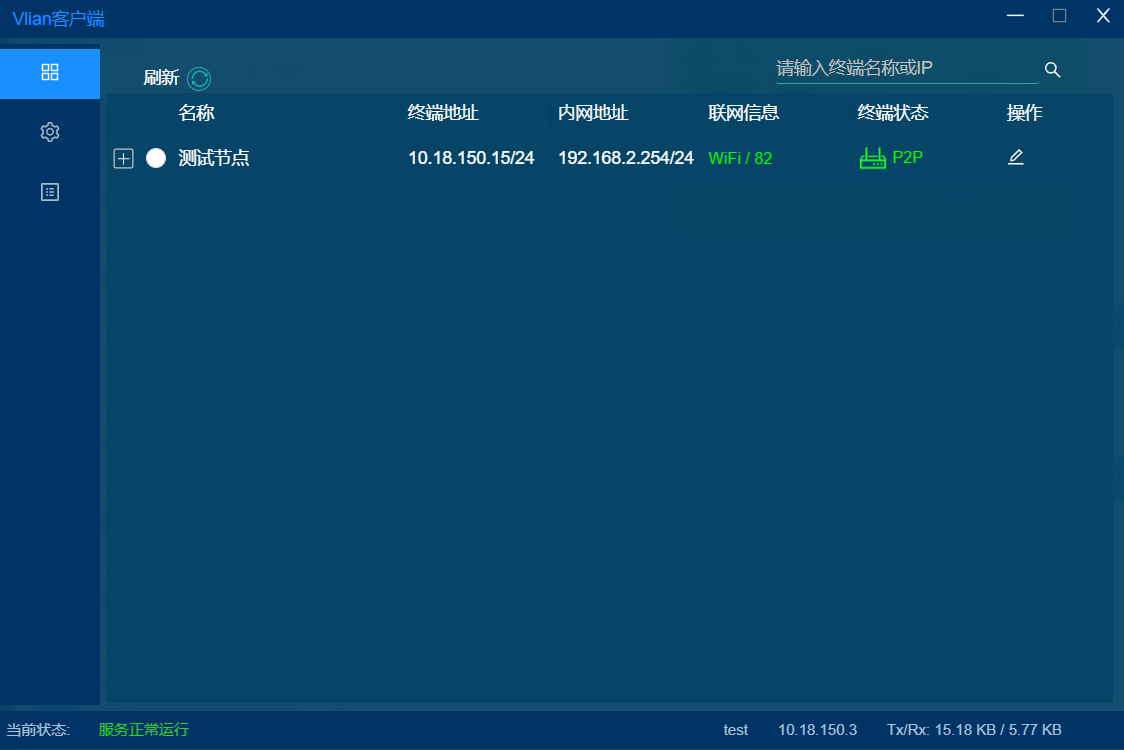 Vlian客户端
刷新
请输入终端名称或IP
名称 终端地址 内网地址 联网信息 终端状态 操作
测试节点 10.18.150.15/24 192.168.2.254/24 WiFi / 82 P2P
当前状态: 服务正常运行 test 10.18.150.3 Tx/Rx: 15.18 KB / 5.77 KB